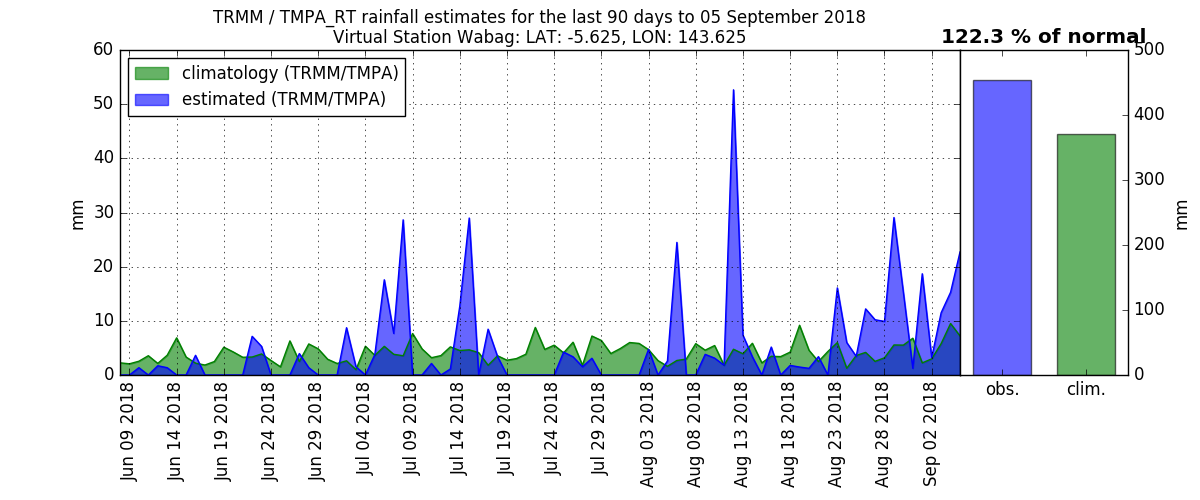 TRMM / TMPA_RT rainfall estimates for the last 90 days to 05 September 2018
Virtual Station Wabag: LAT: -5.625, LON: 143.625
122.3 % of normal
climatology (TRMM/TMPA)
estimated (TRMM/TMPA)
60
50
40
30
20
10
0
mm
Jun 09 2018
Jun 14 2018
Jun 19 2018
Jun 24 2018
Jun 29 2018
Jul 04 2018
Jul 09 2018
Jul 14 2018
Jul 19 2018
Jul 24 2018
Jul 29 2018
Aug 03 2018
Aug 08 2018
Aug 13 2018
Aug 18 2018
Aug 23 2018
Aug 28 2018
Sep 02 2018
obs.
clim.
500
400
300
200
100
0
mm